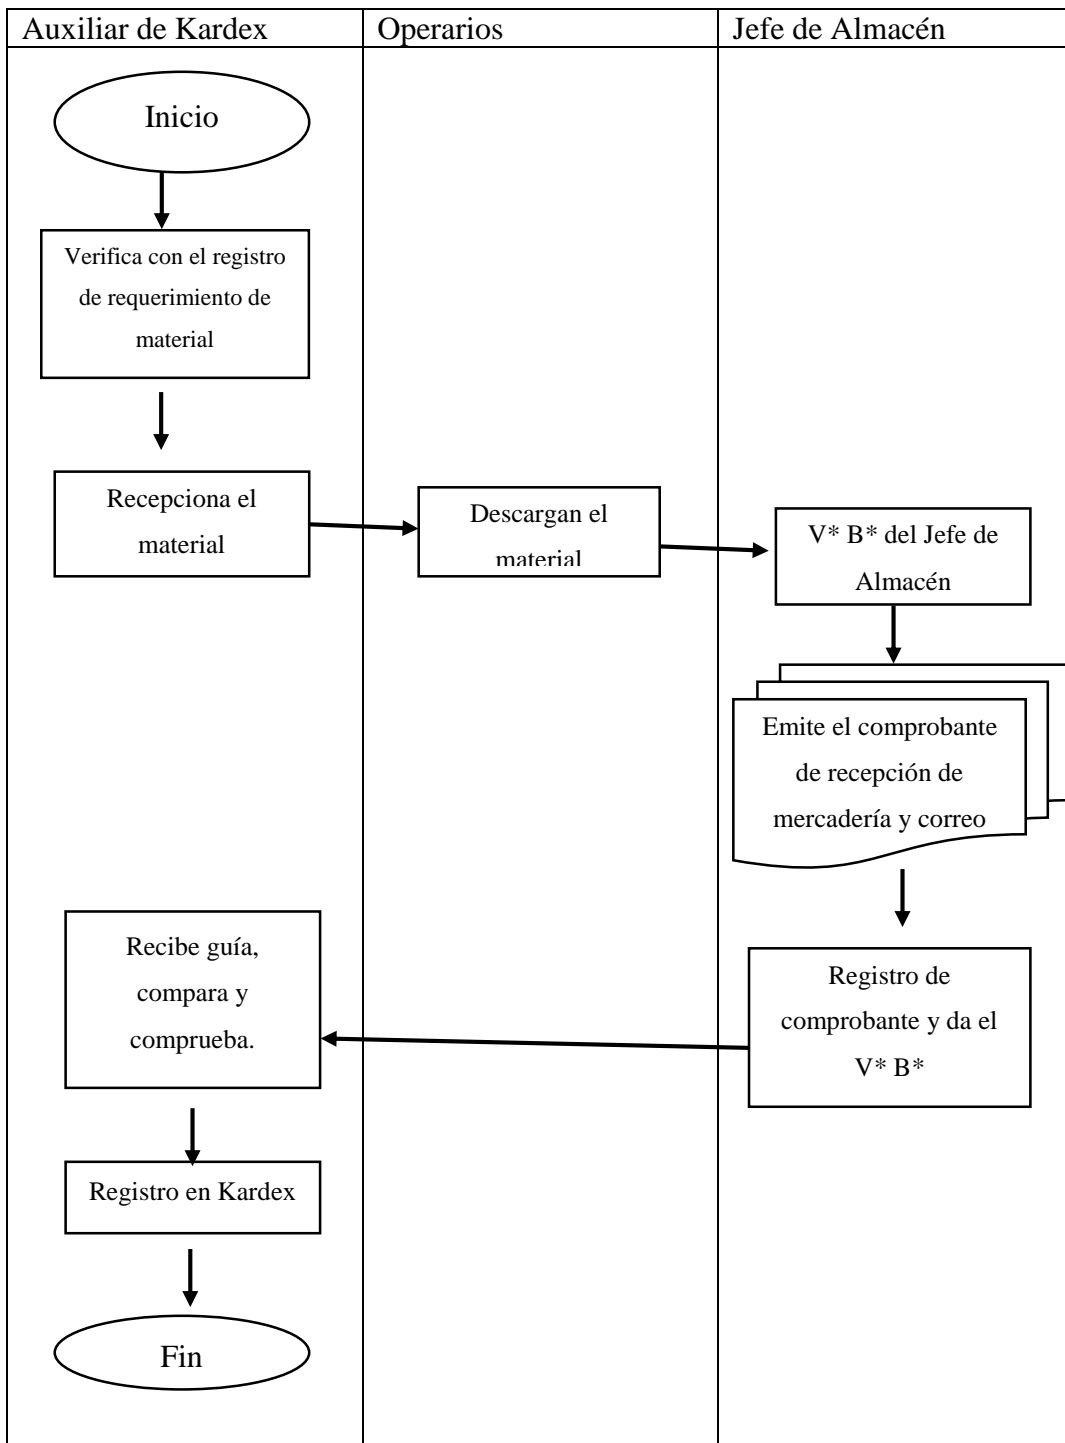 Auxiliar de Kardex
Operarios
Jefe de Almacén
Inicio
Verifica con el registro
de requerimiento de
material
Recepciona el
material
Descargan el
material
V* B* del Jefe de
Almacén
Emite el comprobante
de recepción de
mercadería y correo
Registro de
comprobante y da el
V* B*
Recibe guía,
compara y
comprueba.
Registro en Kardex
Fin